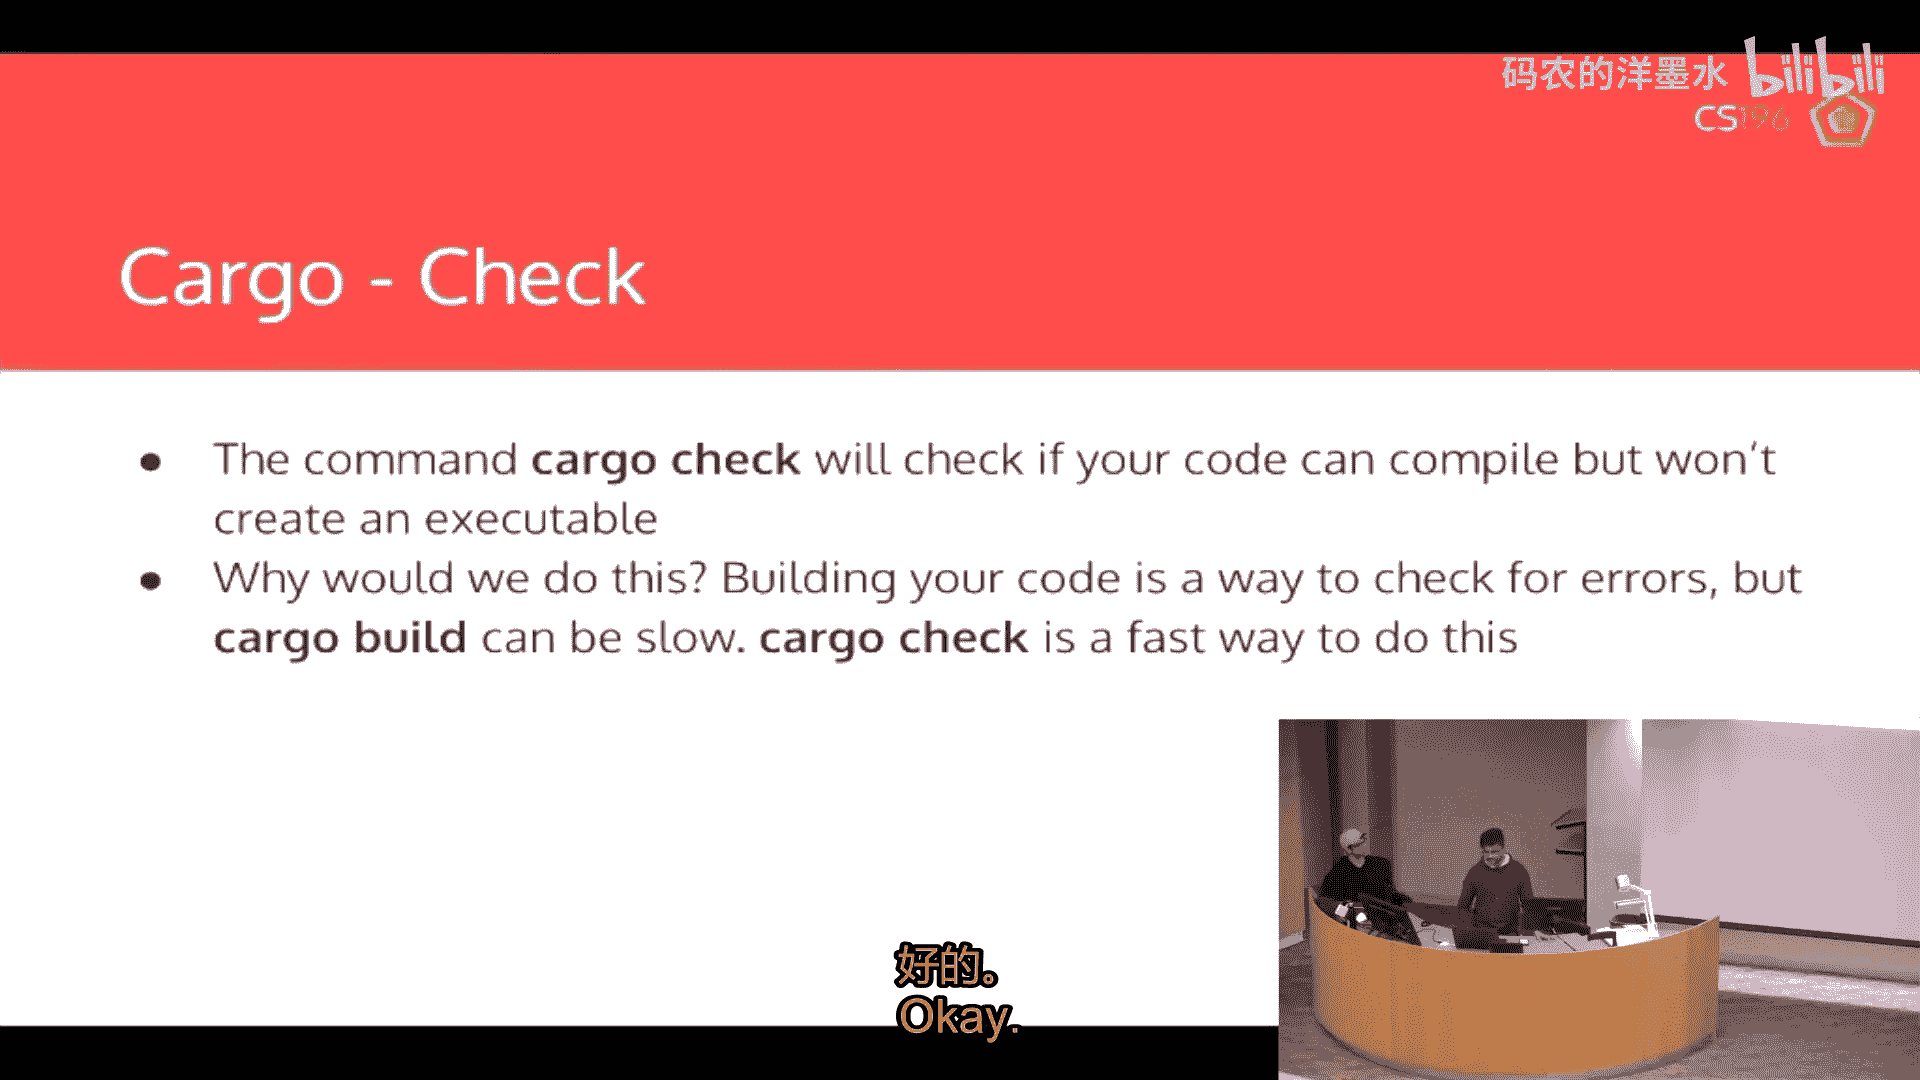 码农的洋墨水 bilibili
CS196
Cargo - Check
● The command cargo check will check if your code can compile but won't
create an executable
● Why would we do this? Building your code is a way to check for errors, but
cargo build can be slow. cargo check is a fast way to do this
好的。
Okay.